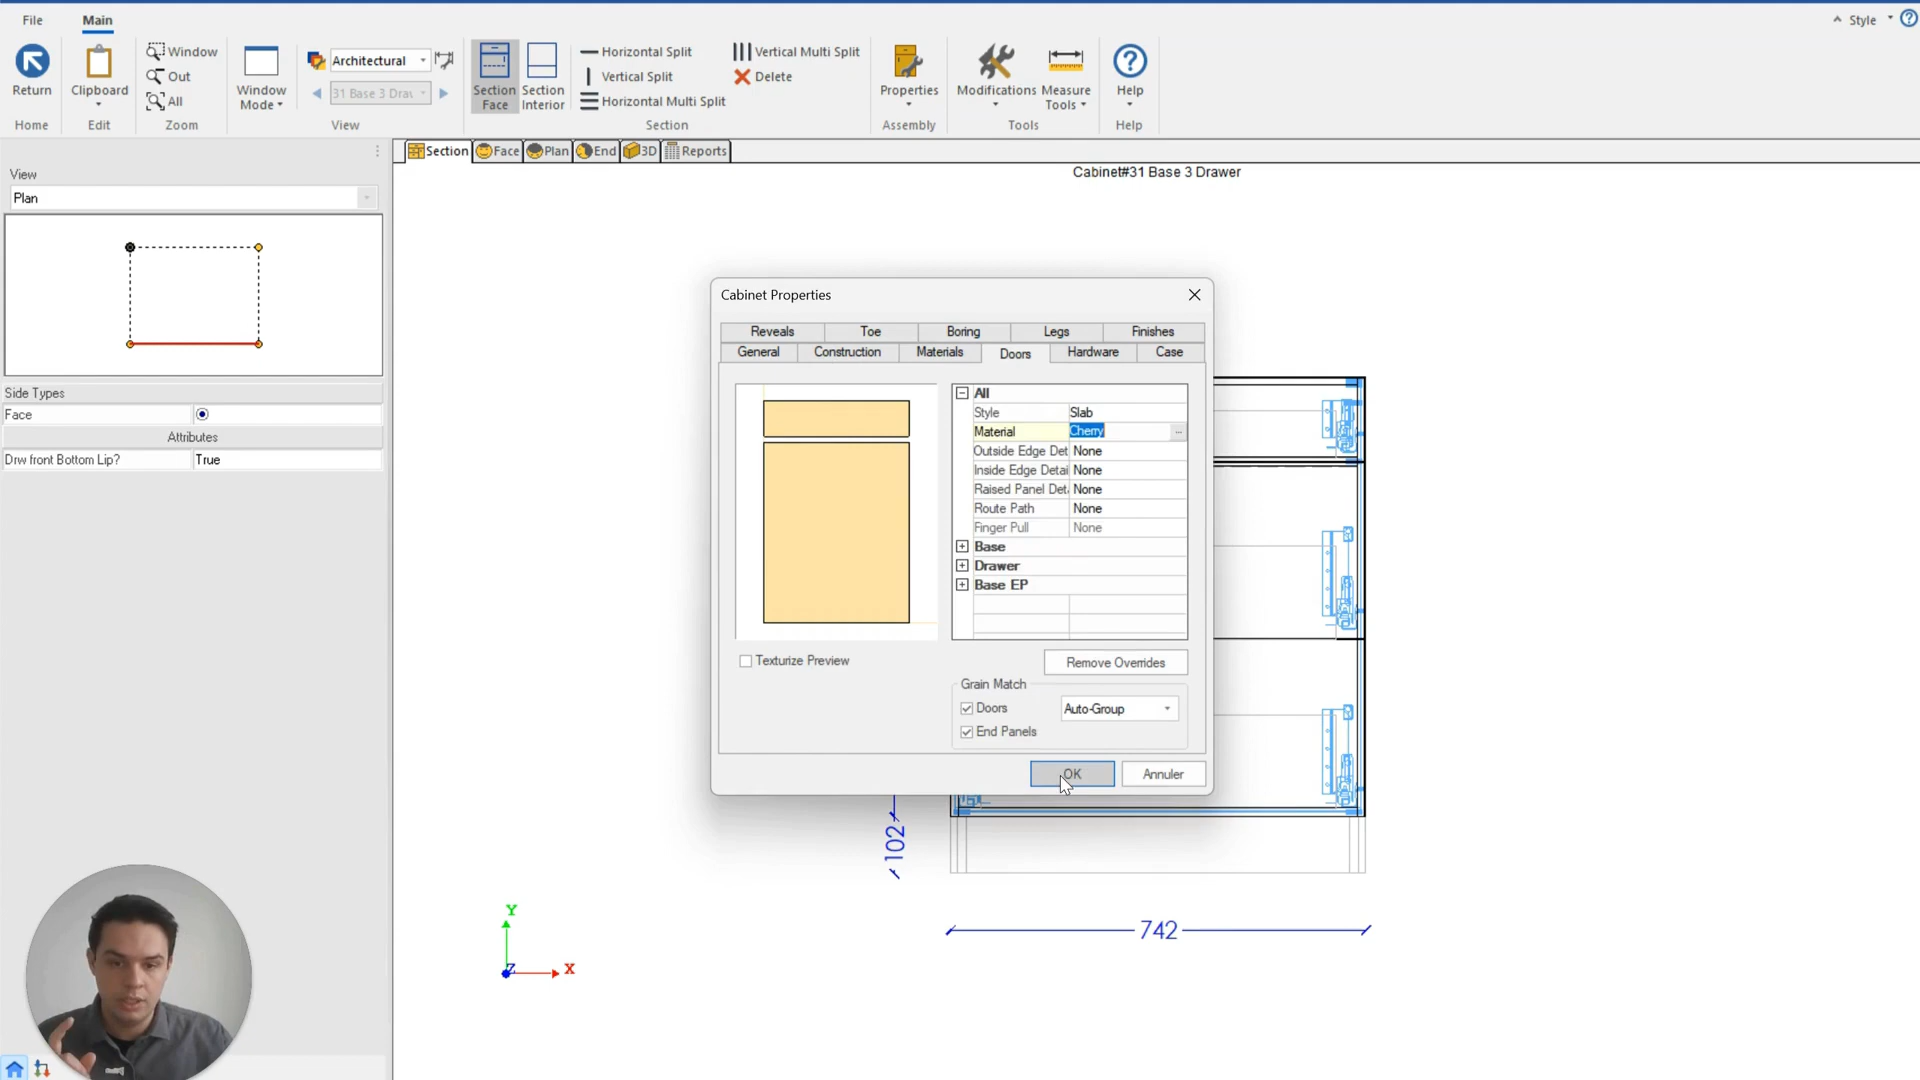 File
Main
Style
Return
Clipboard
Window
Out
All
Window
Mode
Architectural
31 Base 3 Drav
Section
Face
Section
Interior
Horizontal Split
Vertical Split
Horizontal Multi Split
Vertical Multi Split
Delete
Properties
Modifications
Measure
Tools
Help
Home
Edit
Zoom
View
Section
Assembly
Tools
Help
Section
Face
Plan
End
3D
Reports
View
Plan
Side Types
Face
Attributes
Drw front Bottom Lip?
True
Cabinet#31 Base 3 Drawer
Cabinet Properties
Reveals
Toe
Boring
Legs
Finishes
General
Construction
Materials
Doors
Hardware
Case
All
Style
Slab
Material
Cherry
...
Outside Edge Det
None
Inside Edge Detai
None
Raised Panel Det
None
Route Path
None
Finger Pull
None
Base
Drawer
Base EP
Texturize Preview
Remove Overrides
Grain Match
Doors
Auto-Group
End Panels
OK
Annuler
102
742
Y
Z
X